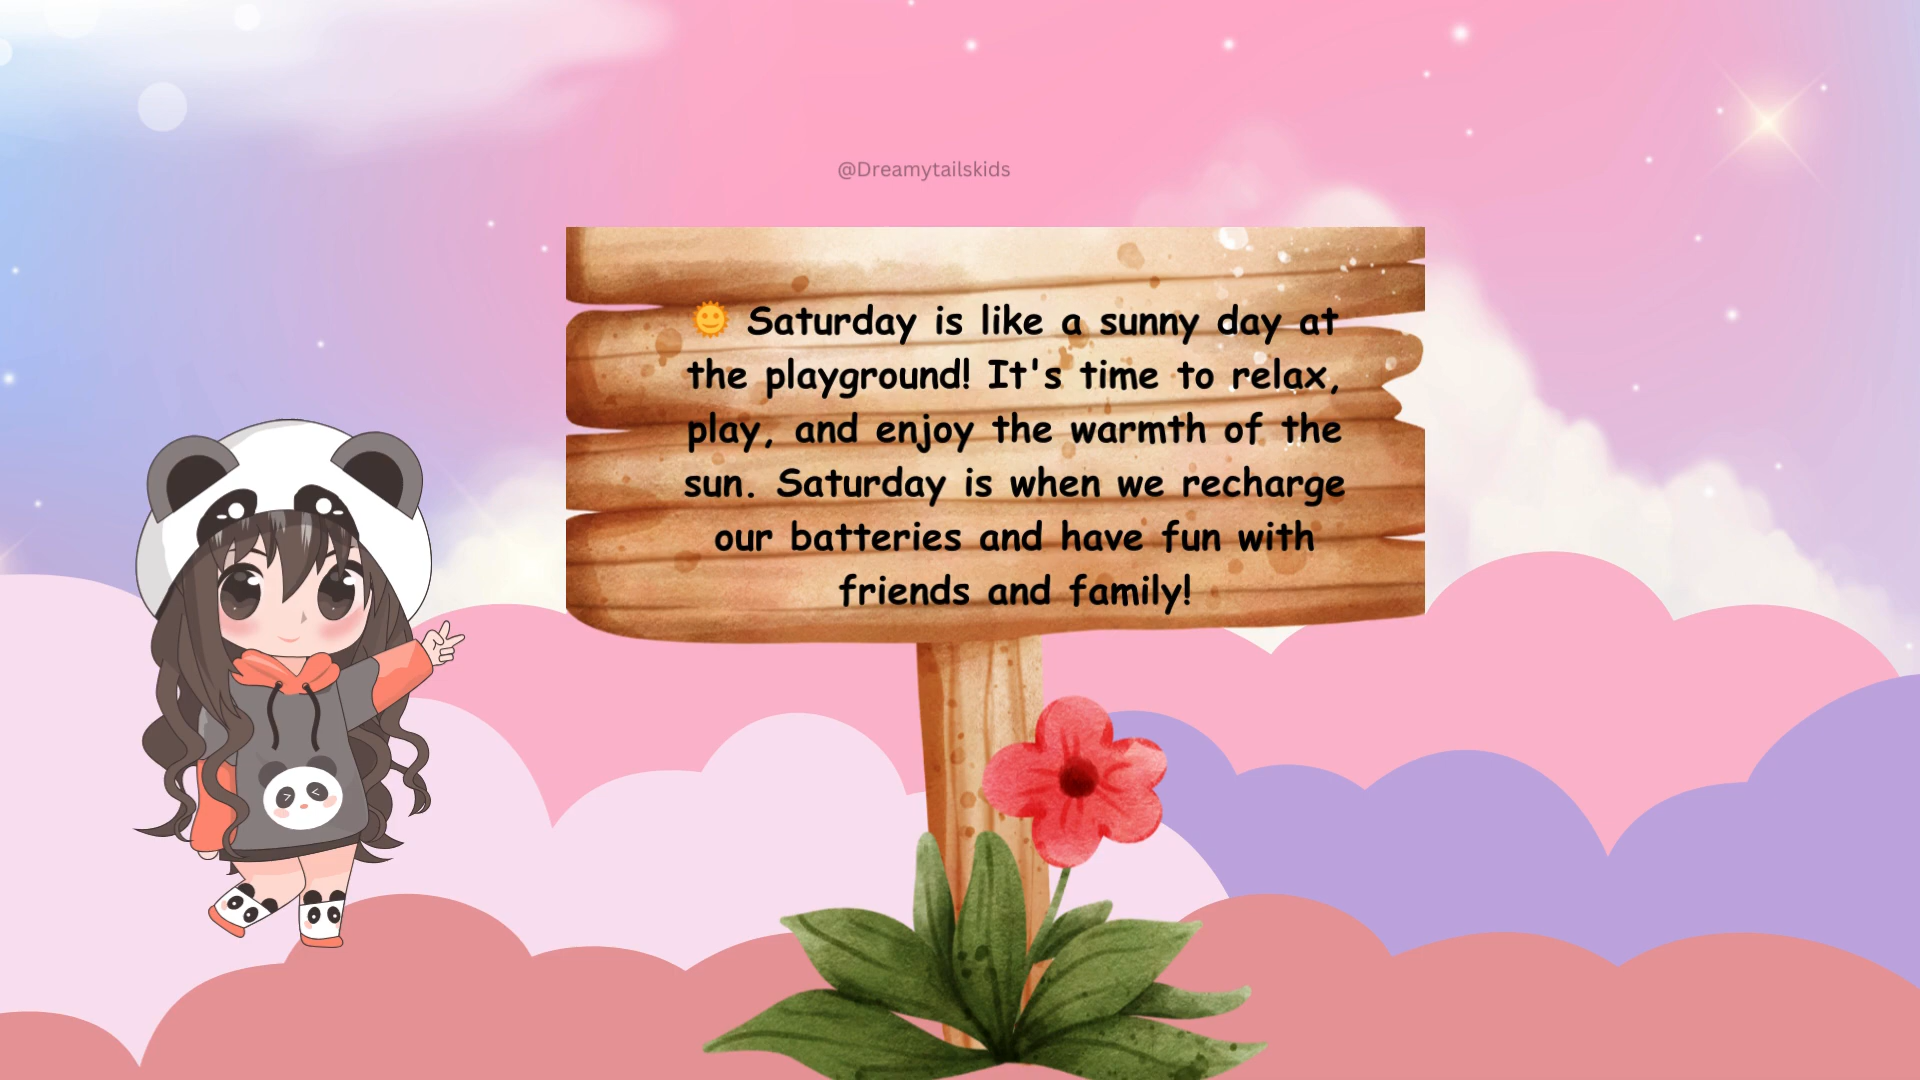 @Dreamytailskids
🌞 Saturday is like a sunny day at
the playground! It's time to relax,
play, and enjoy the warmth of the
sun. Saturday is when we recharge
our batteries and have fun with
friends and family!